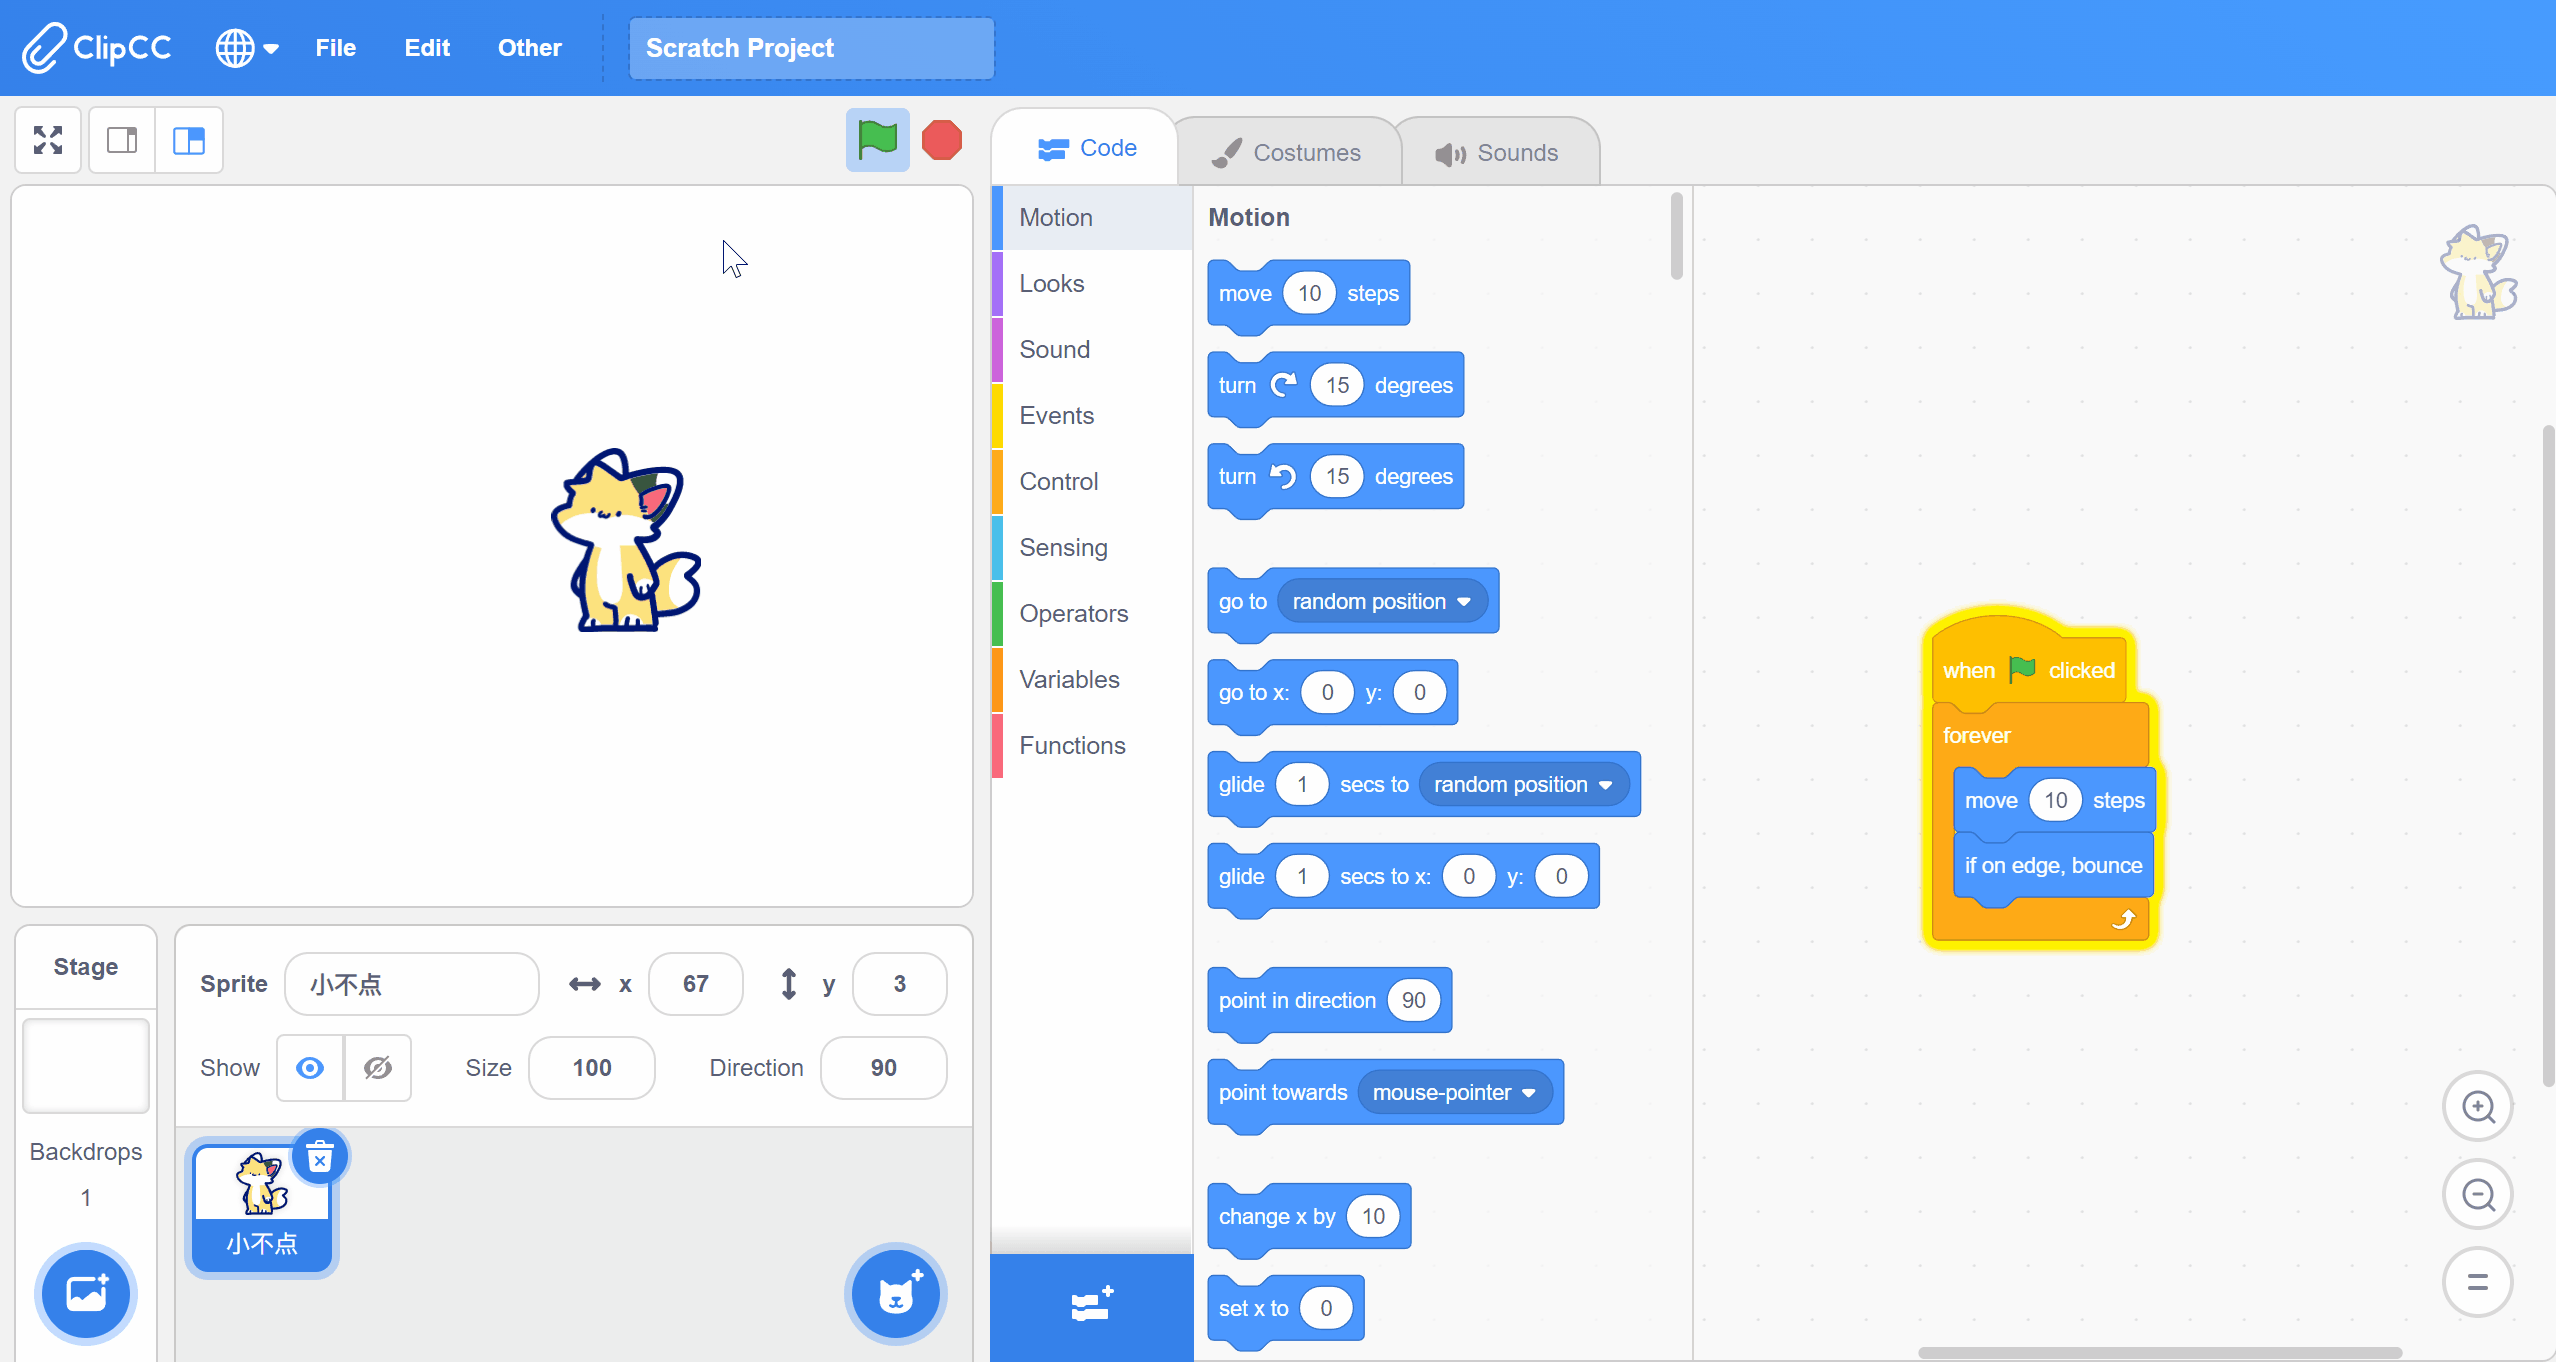 ClipCC File Edit Other Scratch Project
Code Costumes Sounds
Motion
Looks
Sound
Events
Control
Sensing
Operators
Variables
Functions
Motion
move 10 steps
turn 15 degrees
turn 15 degrees
go to random position
go to x: 0 y: 0
glide 1 secs to random position
glide 1 secs to x: 0 y: 0
point in direction 90
point towards mouse-pointer
change x by 10
set x to 0
when clicked
forever
move 10 steps
if on edge, bounce
Stage
Backdrops
1
Sprite 小不点 x 67 y 3
Show Size 100 Direction 90
小不点